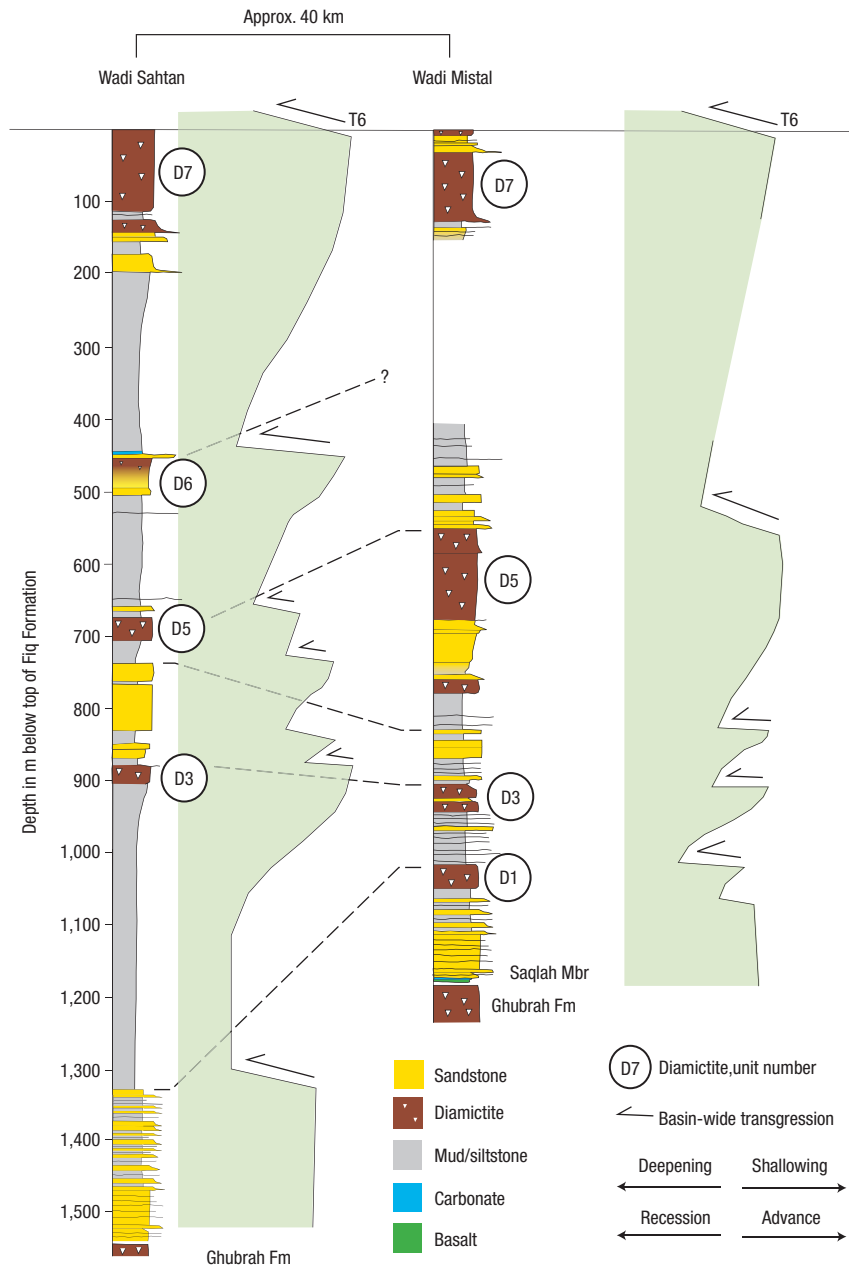 Approx. 40 km
Wadi Sahtan
Wadi Mistal
T6
T6
D7
D7
100
200
300
?
400
D6
500
600
D5
D5
700
800
D3
D3
900
1,000
D1
1,100
Saqlah Mbr
1,200
Ghubrah Fm
1,300
1,400
1,500
Ghubrah Fm
Depth in m below top of Fiq Formation
Sandstone
Diamictite
Mud/siltstone
Carbonate
Basalt
D7 Diamictite,unit number
Basin-wide transgression
Deepening Shallowing
Recession Advance